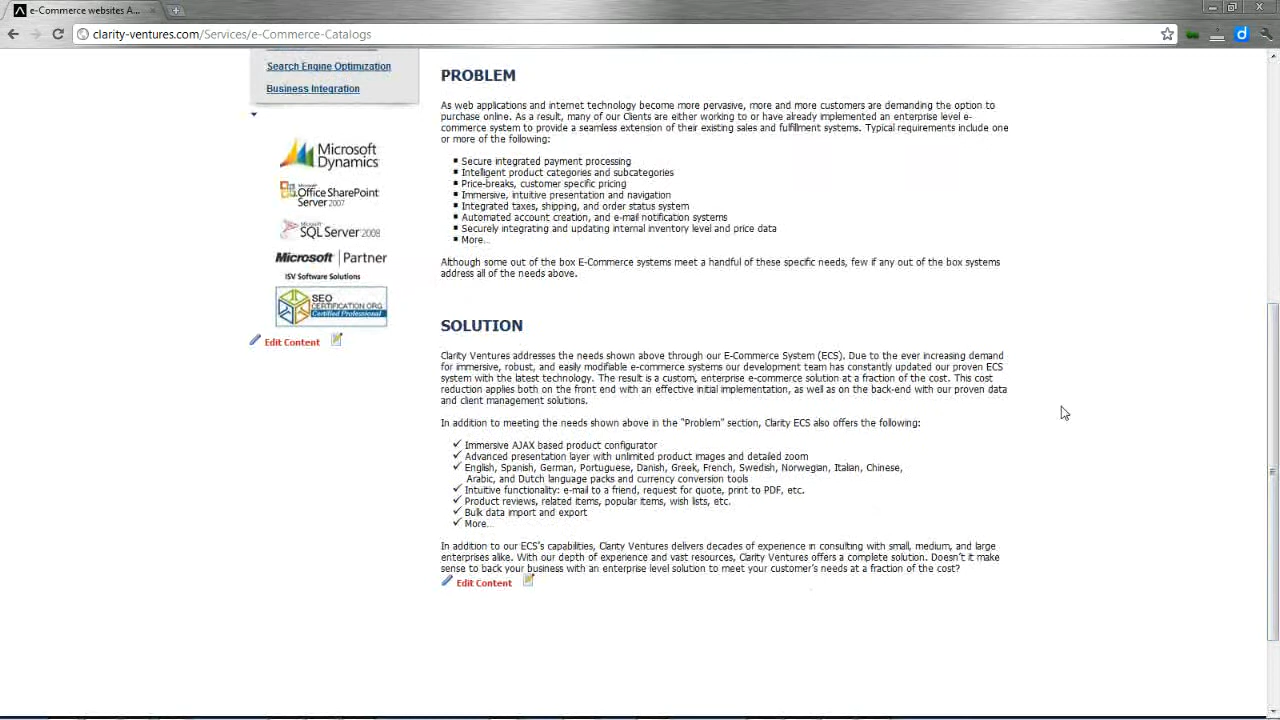 e-Commerce websites A...
clarity-ventures.com/Services/e-Commerce-Catalogs
Search Engine Optimization
Business Integration
Microsoft
Dynamics
Microsoft
Office SharePoint
Server 2007
Microsoft
SQL Server 2008
Microsoft | Partner
ISV Software Solutions
SEO
CERTIFICATION.ORG
Certified Professional
Edit Content
PROBLEM
As web applications and internet technology become more pervasive, more and more customers are demanding the option to
purchase online. As a result, many of our Clients are either working to or have already implemented an enterprise level e-
commerce system to provide a seamless extension of their existing sales and fulfillment systems. Typical requirements include one
or more of the following:
Secure integrated payment processing
Intelligent product categories and subcategories
Price-breaks, customer specific pricing
Immersive, intuitive presentation and navigation
Integrated taxes, shipping, and order status system
Automated account creation, and e-mail notification systems
Securely integrating and updating internal inventory level and price data
More...
Although some out of the box E-Commerce systems meet a handful of these specific needs, few if any out of the box systems
address all of the needs above.
SOLUTION
Clarity Ventures addresses the needs shown above through our E-Commerce System (ECS). Due to the ever increasing demand
for immersive, robust, and easily modifiable e-commerce systems our development team has constantly updated our proven ECS
system with the latest technology. The result is a custom, enterprise e-commerce solution at a fraction of the cost. This cost
reduction applies both on the front end with an effective initial implementation, as well as on the back-end with our proven data
and client management solutions.
In addition to meeting the needs shown above in the "Problem" section, Clarity ECS also offers the following:
Immersive AJAX based product configurator
Advanced presentation layer with unlimited product images and detailed zoom
English, Spanish, German, Portuguese, Danish, Greek, French, Swedish, Norwegian, Italian, Chinese,
Arabic, and Dutch language packs and currency conversion tools
Intuitive functionality: e-mail to a friend, request for quote, print to PDF, etc.
Product reviews, related items, popular items, wish lists, etc.
Bulk data import and export
More...
In addition to our ECS's capabilities, Clarity Ventures delivers decades of experience in consulting with small, medium, and large
enterprises alike. With our depth of experience and vast resources, Clarity Ventures offers a complete solution. Doesn't it make
sense to back your business with an enterprise level solution to meet your customer's needs at a fraction of the cost?
Edit Content